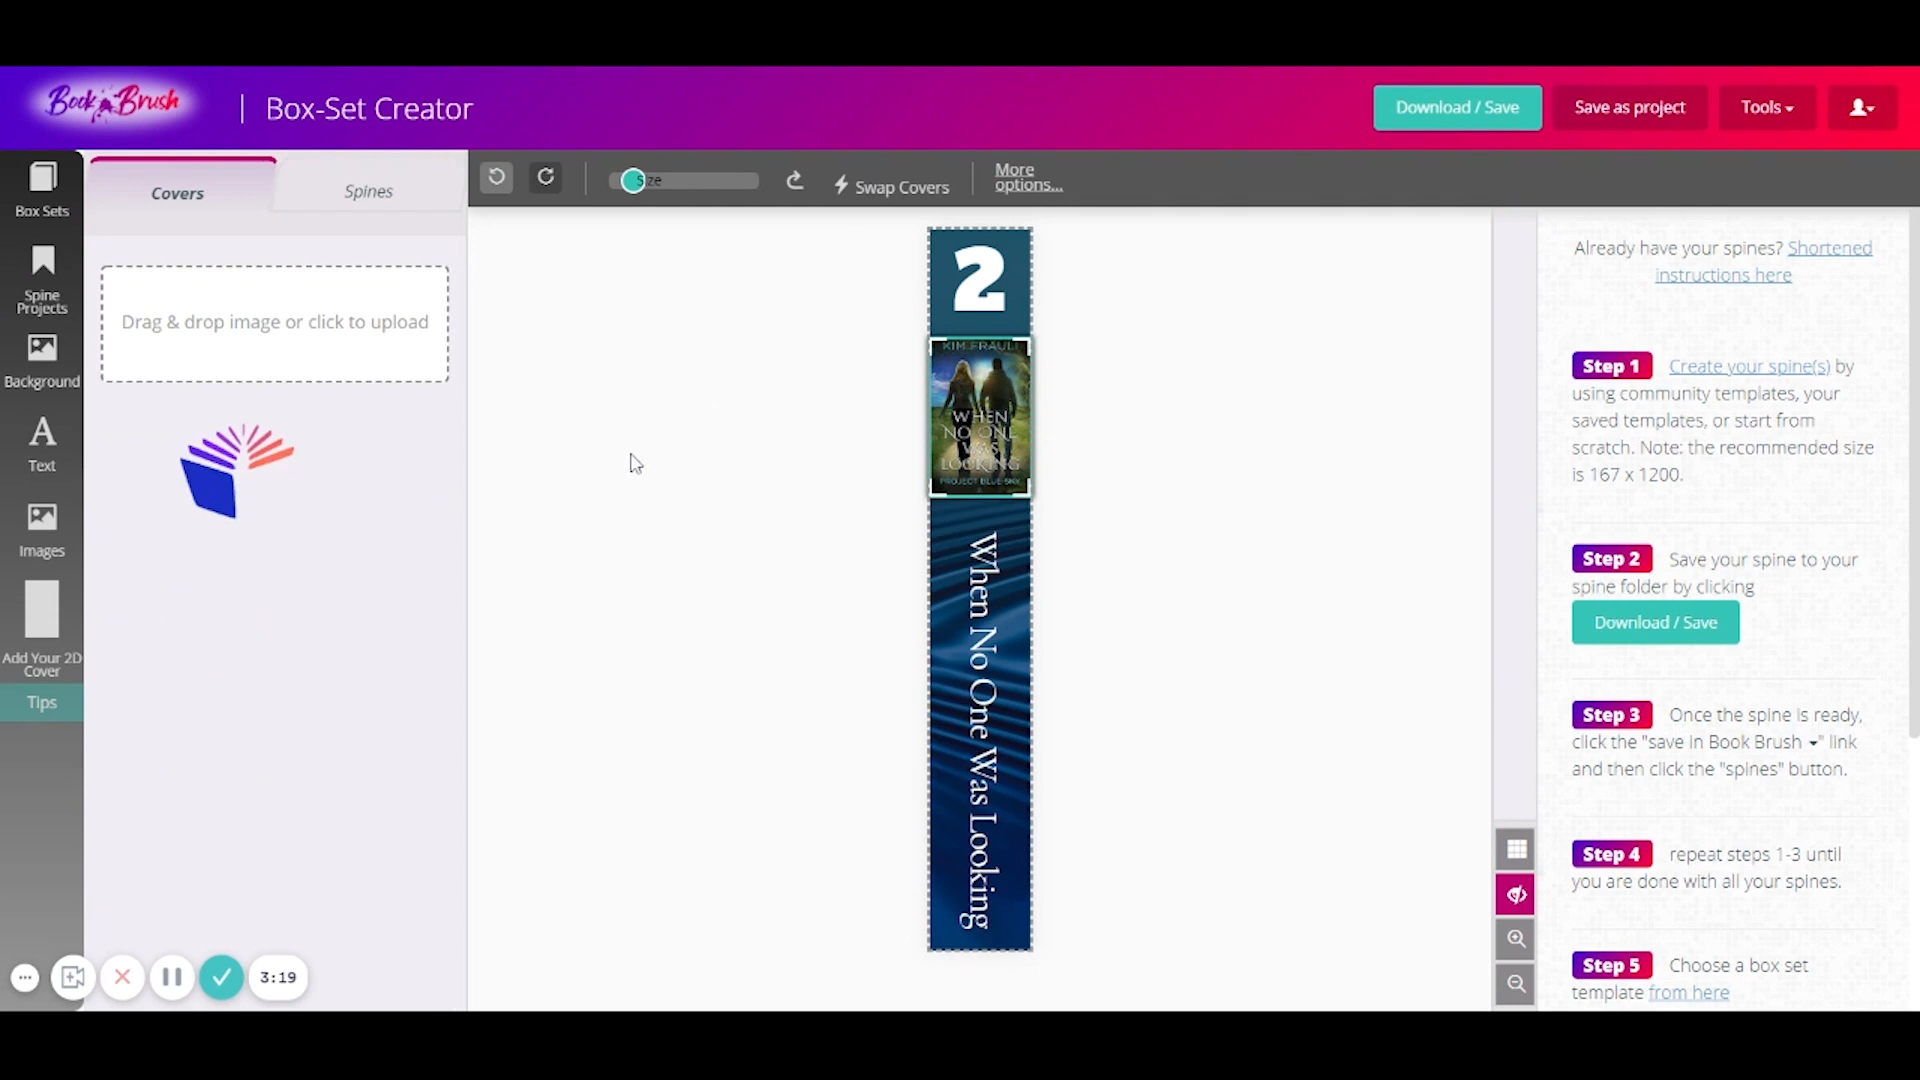 Book Brush
Box-Set Creator
Download / Save
Save as project
Tools
Box Sets
Spine
Projects
Background
Text
Images
Add Your 2D
Cover
Tips
Covers
Spines
Drag & drop image or click to upload
Swap Covers
More
options...
2
WHEN
NO ONE
WAS
LOOKING
PROJECT BLUE SKY
When No One Was Looking
Already have your spines? Shortened
instructions here
Step 1 Create your spine(s) by
using community templates, your
saved templates, or start from
scratch. Note: the recommended size
is 167 x 1200.
Step 2 Save your spine to your
spine folder by clicking
Download / Save
Step 3 Once the spine is ready,
click the "save in Book Brush " link
and then click the "spines" button.
Step 4 repeat steps 1-3 until
you are done with all your spines.
Step 5 Choose a box set
template from here
3:19